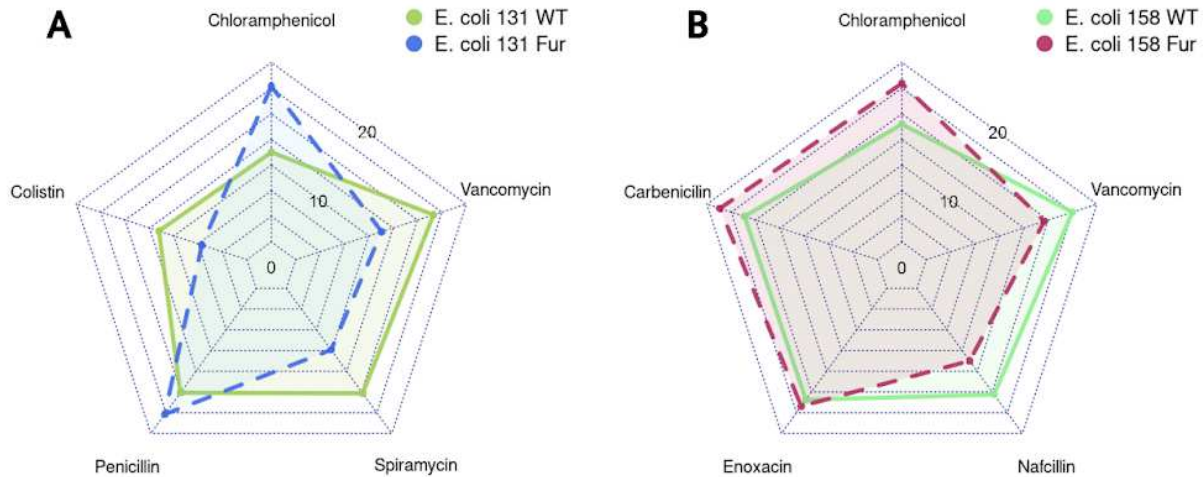 A
Chloramphenicol
E. coli 131 WT
E. coli 131 Fur
20
Colistin
10
Vancomycin
0
Penicillin
Spiramycin
B
Chloramphenicol
E. coli 158 WT
E. coli 158 Fur
20
Carbenicilin
10
Vancomycin
0
Enoxacin
Nafcillin